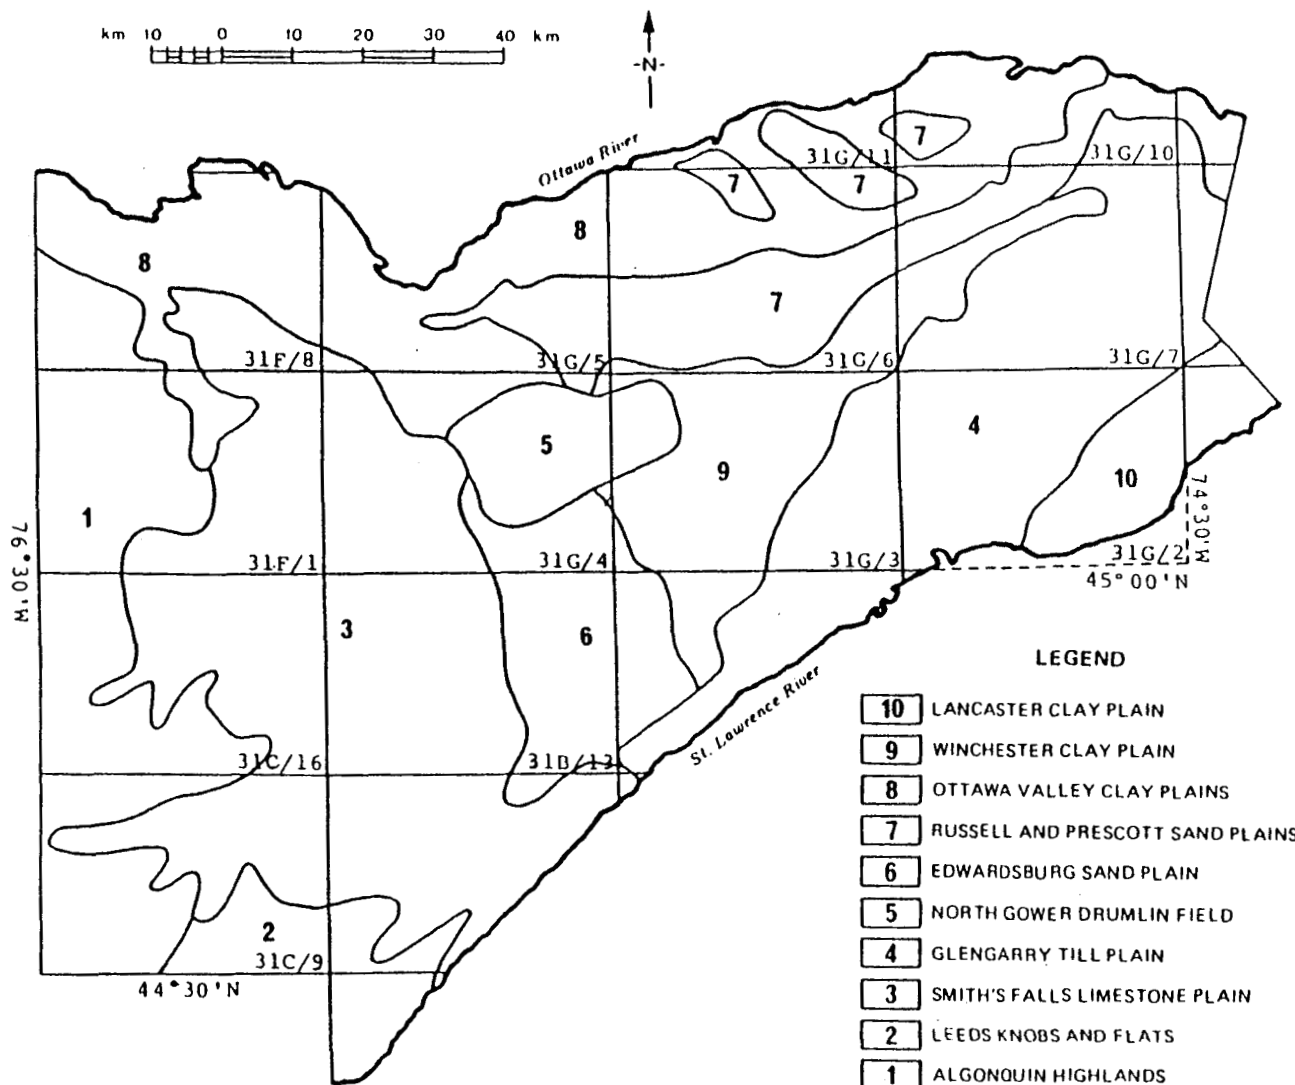 km 10 0 10 20 30 40 km
-N-
Ottawa River
7
31G/11
31G/10
7
7
8
8
7
31F/8
31G/5
31G/6
31G/7
4
5
9
10
1
76°30'W
74°30'W
31F/1
31G/4
31G/3
31G/2
45°00'N
3
6
St. Lawrence River
31C/16
31B/13
2
31C/9
44°30'N
LEGEND
10 LANCASTER CLAY PLAIN
9 WINCHESTER CLAY PLAIN
8 OTTAWA VALLEY CLAY PLAINS
7 RUSSELL AND PRESCOTT SAND PLAINS
6 EDWARDSBURG SAND PLAIN
5 NORTH GOWER DRUMLIN FIELD
4 GLENGARRY TILL PLAIN
3 SMITH'S FALLS LIMESTONE PLAIN
2 LEEDS KNOBS AND FLATS
1 ALGONQUIN HIGHLANDS